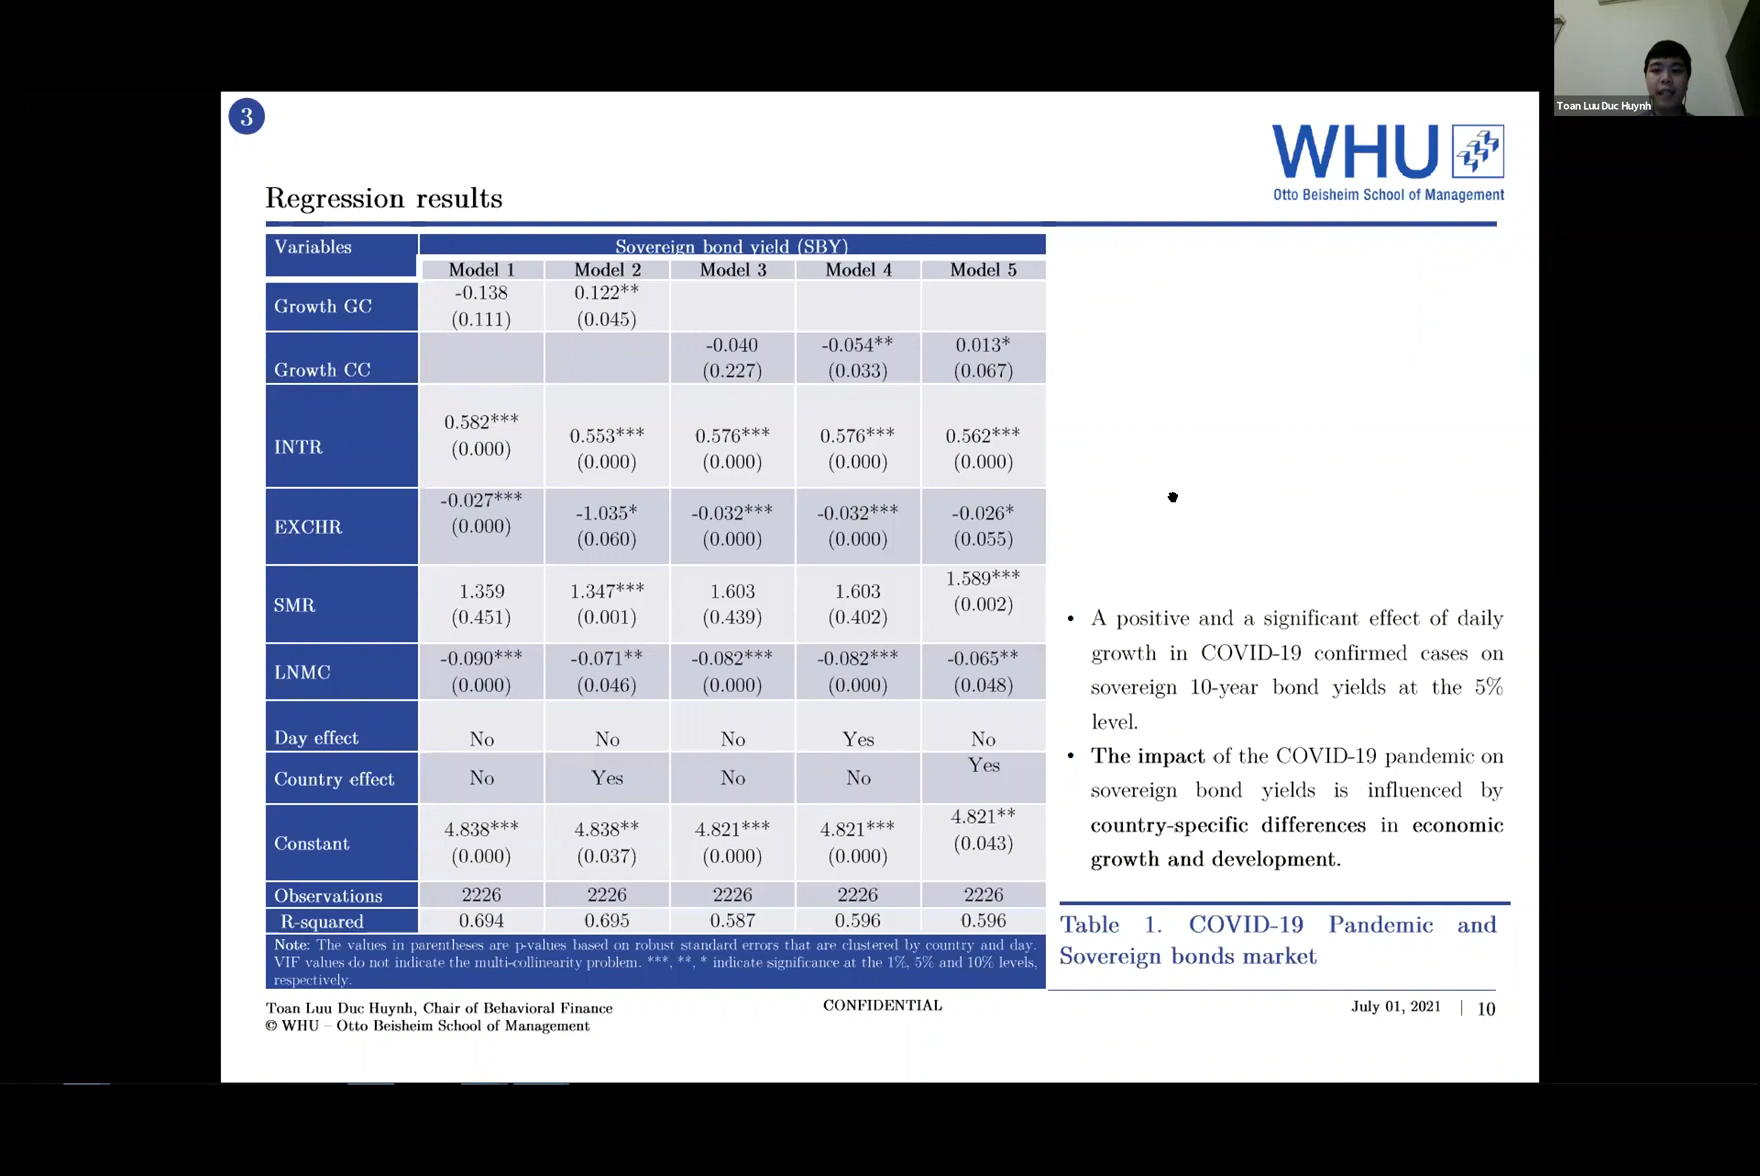 Toan Luu Duc Huynh
3
WHU
Otto Beisheim School of Management
Regression results
Variables Sovereign bond yield (SBY)
Model 1 Model 2 Model 3 Model 4 Model 5
Growth GC -0.138 0.122**
(0.111) (0.045)
Growth CC -0.040 -0.054** 0.013*
(0.227) (0.033) (0.067)
INTR 0.582*** 0.553*** 0.576*** 0.576*** 0.562***
(0.000) (0.000) (0.000) (0.000) (0.000)
EXCHR -0.027*** -1.035* -0.032*** -0.032*** -0.026*
(0.000) (0.060) (0.000) (0.000) (0.055)
SMR 1.359 1.347*** 1.603 1.603 1.589***
(0.451) (0.001) (0.439) (0.402) (0.002)
LNMC -0.090*** -0.071** -0.082*** -0.082*** -0.065**
(0.000) (0.046) (0.000) (0.000) (0.048)
Day effect No No No Yes No
Country effect No Yes No No Yes
Constant 4.838*** 4.838** 4.821*** 4.821*** 4.821**
(0.000) (0.037) (0.000) (0.000) (0.043)
Observations 2226 2226 2226 2226 2226
R-squared 0.694 0.695 0.587 0.596 0.596
Note: The values in parentheses are p-values based on robust standard errors that are clustered by country and day.
VIF values do not indicate the multi-collinearity problem. ***, **, * indicate significance at the 1%, 5% and 10% levels,
respectively.
• A positive and a significant effect of daily
growth in COVID-19 confirmed cases on
sovereign 10-year bond yields at the 5%
level.
• The impact of the COVID-19 pandemic on
sovereign bond yields is influenced by
country-specific differences in economic
growth and development.
Table 1. COVID-19 Pandemic and
Sovereign bonds market
Toan Luu Duc Huynh, Chair of Behavioral Finance
© WHU – Otto Beisheim School of Management
CONFIDENTIAL
July 01, 2021 | 10